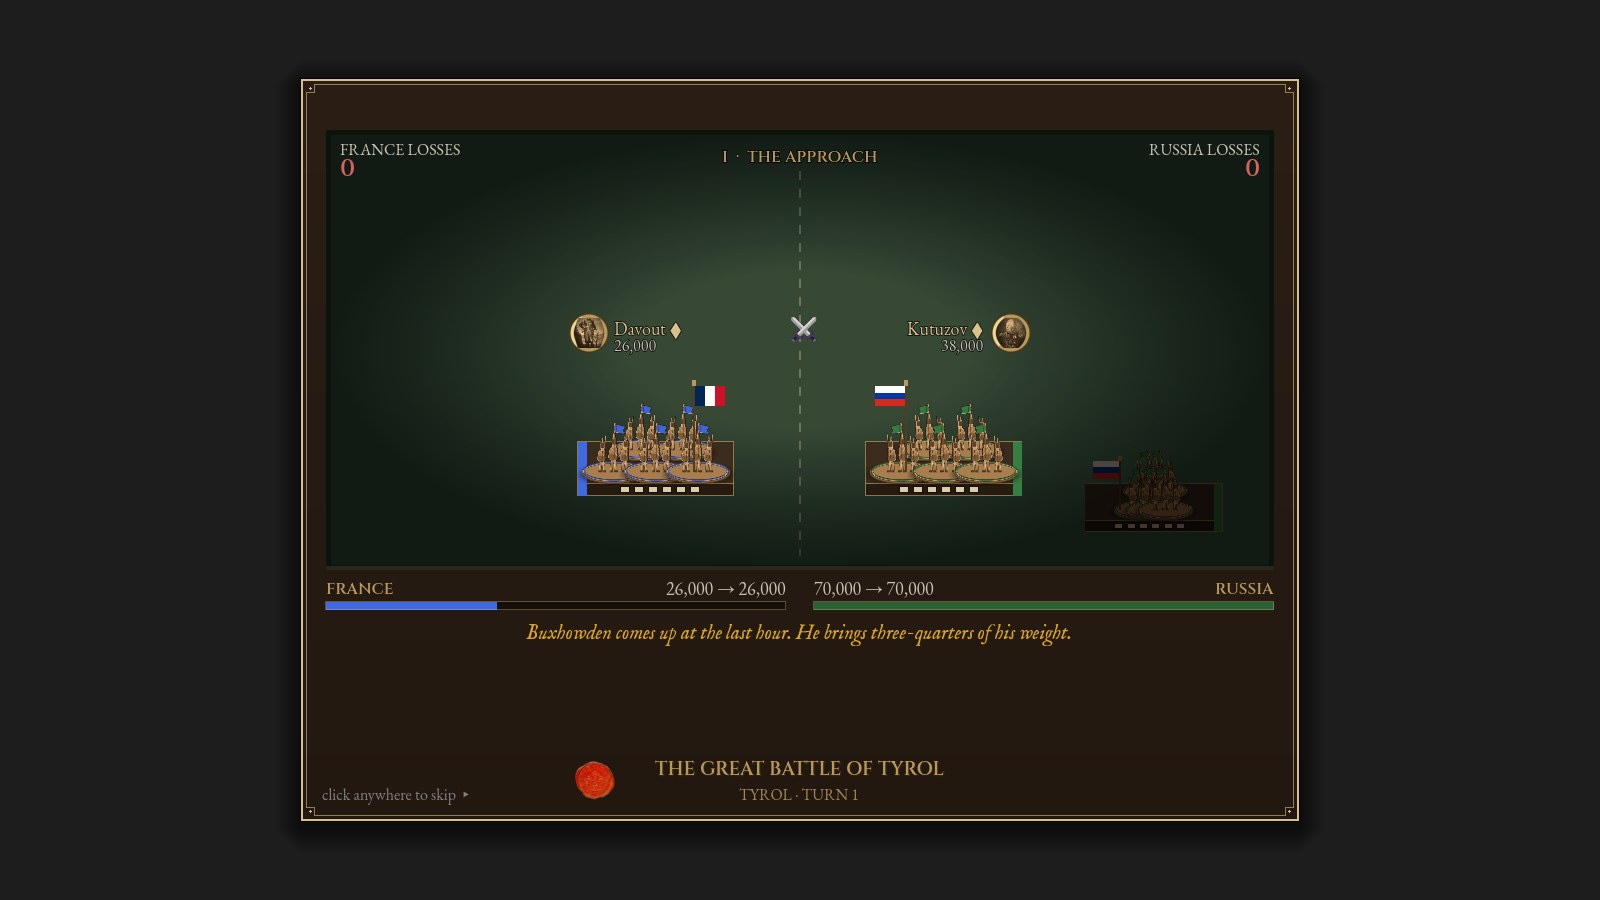 FRANCE LOSSES
0
I · THE APPROACH
RUSSIA LOSSES
0
Davout
26,000
Kutuzov
38,000
FRANCE
26,000 → 26,000
70,000 → 70,000
RUSSIA
Buxhowden comes up at the last hour. He brings three-quarters of his weight.
THE GREAT BATTLE OF TYROL
TYROL · TURN 1
click anywhere to skip ▸